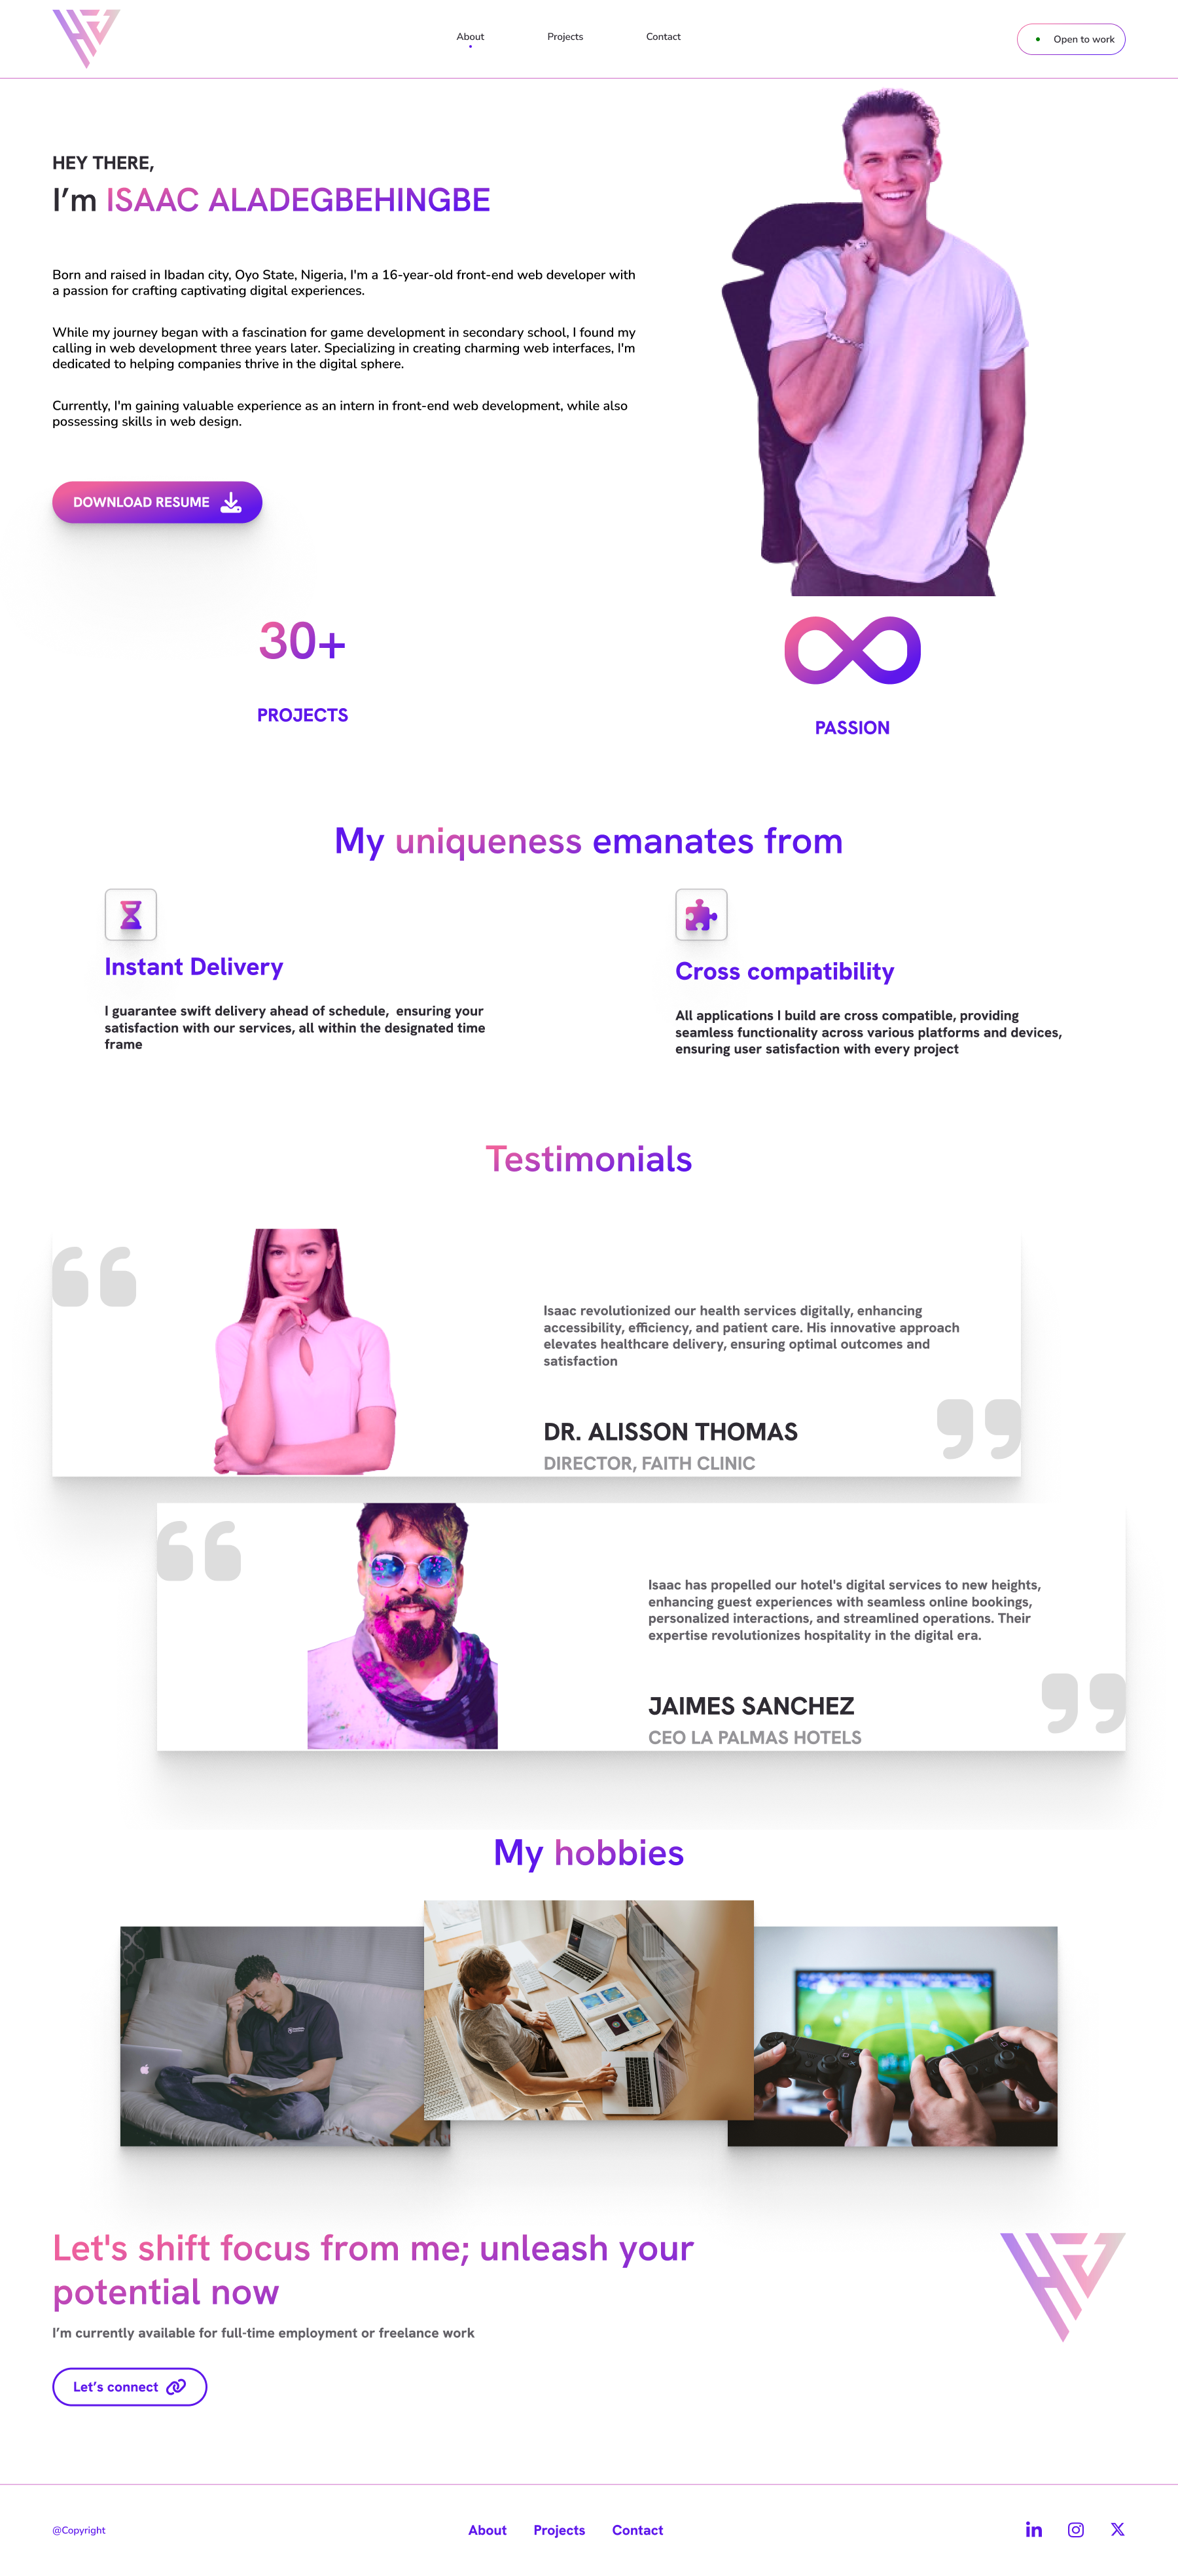 About
Projects
Contact
Open to work
HEY THERE,
I’m ISAAC ALADEGBEHINGBE
Born and raised in Ibadan city, Oyo State, Nigeria, I'm a 16-year-old front-end web developer with
a passion for crafting captivating digital experiences.
While my journey began with a fascination for game development in secondary school, I found my
calling in web development three years later. Specializing in creating charming web interfaces, I'm
dedicated to helping companies thrive in the digital sphere.
Currently, I'm gaining valuable experience as an intern in front-end web development, while also
possessing skills in web design.
DOWNLOAD RESUME
30+
PROJECTS
PASSION
My uniqueness emanates from
Instant Delivery
I guarantee swift delivery ahead of schedule,  ensuring your
satisfaction with our services, all within the designated time
frame
Cross compatibility
All applications I build are cross compatible, providing
seamless functionality across various platforms and devices,
ensuring user satisfaction with every project
Testimonials
Isaac revolutionized our health services digitally, enhancing
accessibility, efficiency, and patient care. His innovative approach
elevates healthcare delivery, ensuring optimal outcomes and
satisfaction
DR. ALISSON THOMAS
DIRECTOR, FAITH CLINIC
Isaac has propelled our hotel's digital services to new heights,
enhancing guest experiences with seamless online bookings,
personalized interactions, and streamlined operations. Their
expertise revolutionizes hospitality in the digital era.
JAIMES SANCHEZ
CEO LA PALMAS HOTELS
My hobbies
Let's shift focus from me; unleash your
potential now
I’m currently available for full-time employment or freelance work
Let’s connect
@Copyright
About
Projects
Contact